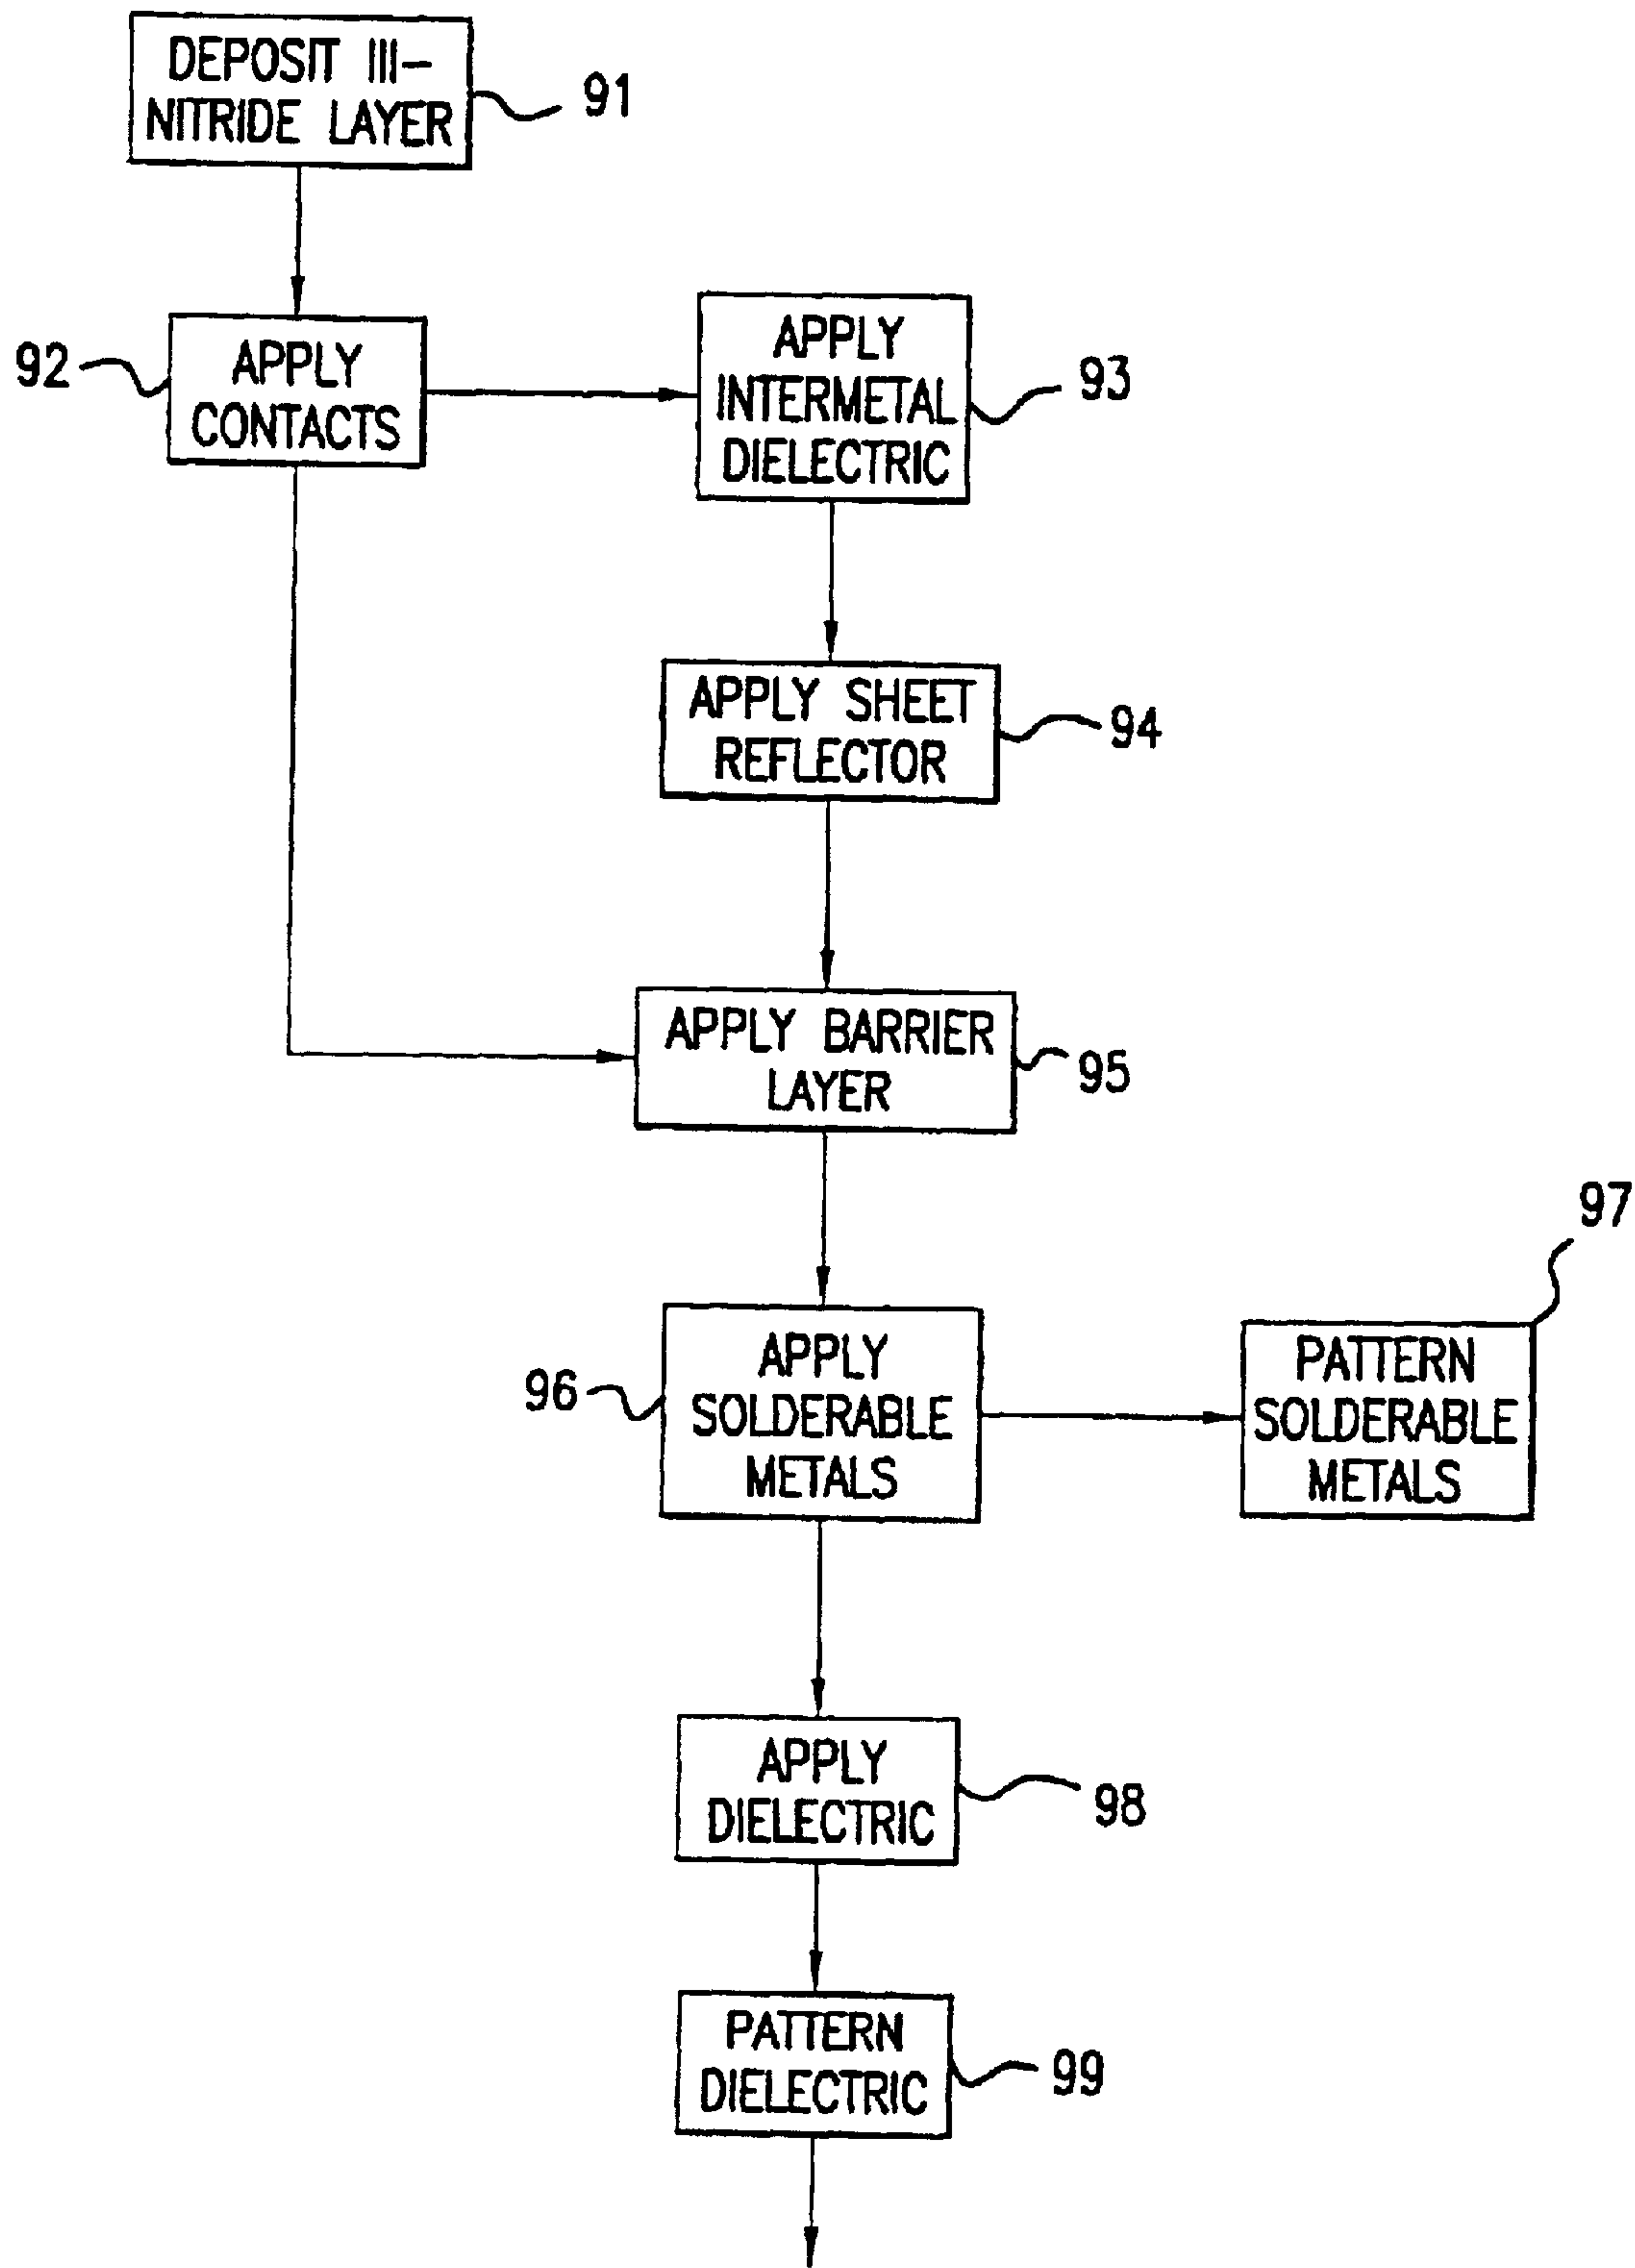 DEPOSIT III-
NITRIDE LAYER
91
92
APPLY
CONTACTS
APPLY
INTERMETAL
DIELECTRIC
93
APPLY SHEET
REFLECTOR
94
APPLY BARRIER
LAYER
95
96
APPLY
SOLDERABLE
METALS
97
PATTERN
SOLDERABLE
METALS
APPLY
DIELECTRIC
98
PATTERN
DIELECTRIC
99